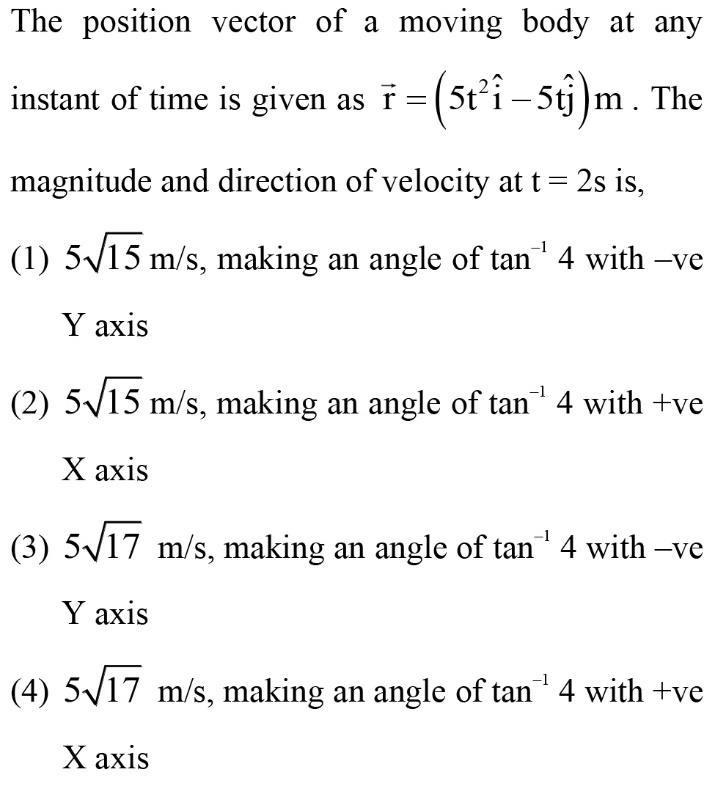 The position vector of a moving body at any
instant of time is given as r⃗ = (5t²î – 5tĵ) m . The
magnitude and direction of velocity at t = 2s is,
(1) 5√15 m/s, making an angle of tan⁻¹ 4 with –ve
Y axis
(2) 5√15 m/s, making an angle of tan⁻¹ 4 with +ve
X axis
(3) 5√17 m/s, making an angle of tan⁻¹ 4 with –ve
Y axis
(4) 5√17 m/s, making an angle of tan⁻¹ 4 with +ve
X axis